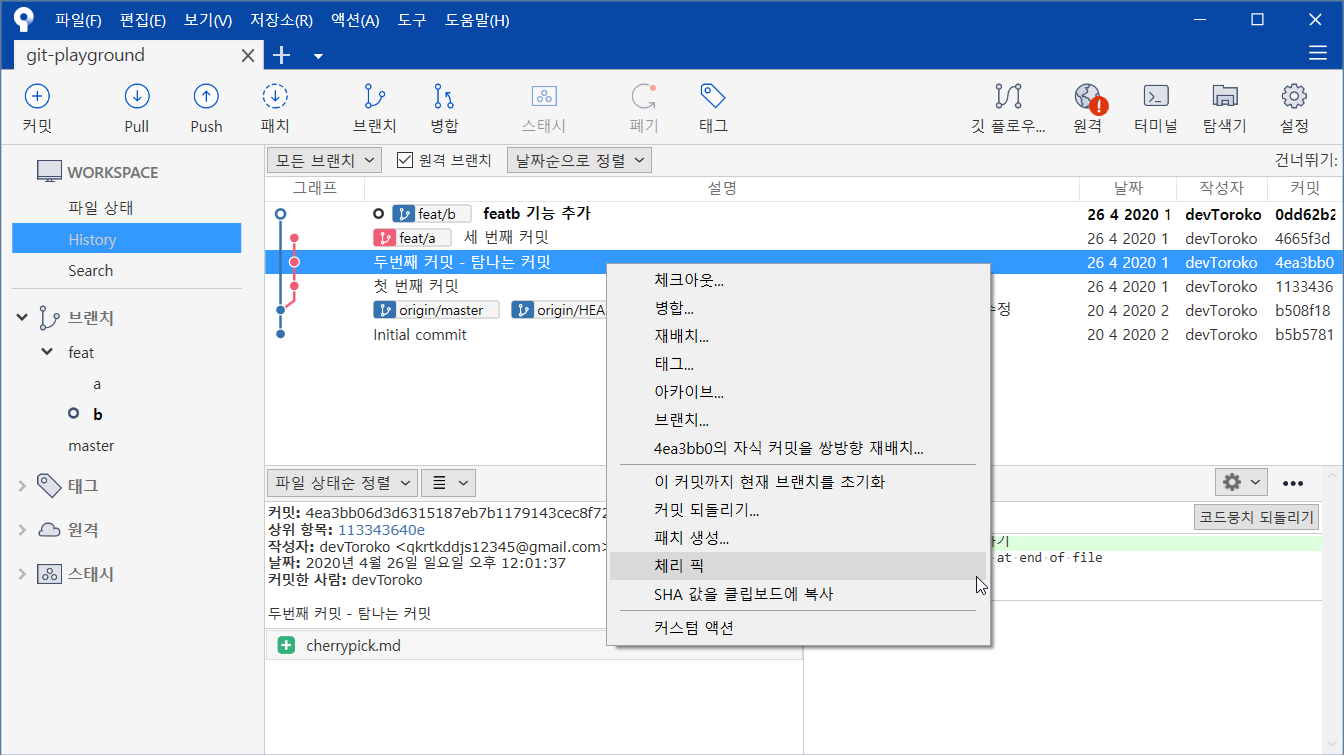 파일(F) 편집(E) 보기(V) 저장소(R) 액션(A) 도구 도움말(H)
git-playground
커밋 Pull Push 패치 브랜치 병합 스태시 폐기 태그 깃 플로우... 원격 터미널 탐색기 설정
WORKSPACE
파일 상태
History
Search
브랜치
feat
a
b
master
태그
원격
스태시
모든 브랜치 원격 브랜치 날짜순으로 정렬 건너뛰기:
그래프 설명 날짜 작성자 커밋
feat/b featb 기능 추가 26 4 2020 1 devToroko 0dd62b2
feat/a 세 번째 커밋 26 4 2020 1 devToroko 4665f3d
두번째 커밋 - 탐나는 커밋 26 4 2020 1 devToroko 4ea3bb0
첫 번째 커밋 26 4 2020 1 devToroko 1133436
origin/master origin/HEA 수정 20 4 2020 2 devToroko b508f18
Initial commit 20 4 2020 2 devToroko b5b5781
체크아웃...
병합...
재배치...
태그...
아카이브...
브랜치...
4ea3bb0의 자식 커밋을 쌍방향 재배치...
이 커밋까지 현재 브랜치를 초기화
커밋 되돌리기...
패치 생성...
체리 픽
SHA 값을 클립보드에 복사
커스텀 액션
파일 상태순 정렬
커밋: 4ea3bb06d3d6315187eb7b1179143cec8f72
상위 항목: 113343640e
작성자: devToroko <qkrtkddjs12345@gmail.com>
날짜: 2020년 4월 26일 일요일 오후 12:01:37
커밋한 사람: devToroko
두번째 커밋 - 탐나는 커밋
cherrypick.md
코드뭉치 되돌리기
기
at end of file